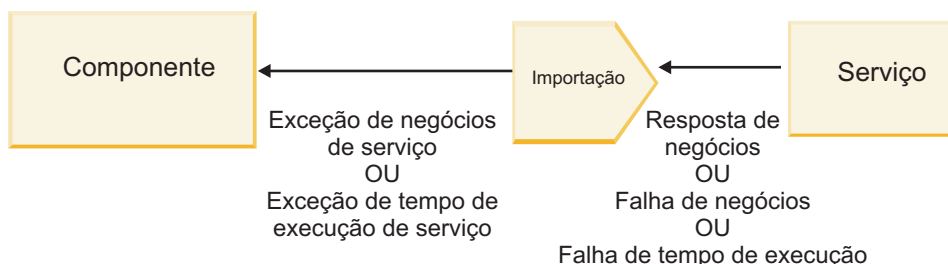 Componente
Importação
Serviço
Exceção de negócios
de serviço
OU
Exceção de tempo de
execução de serviço
Resposta de
negócios
OU
Falha de negócios
OU
Falha de tempo de execução